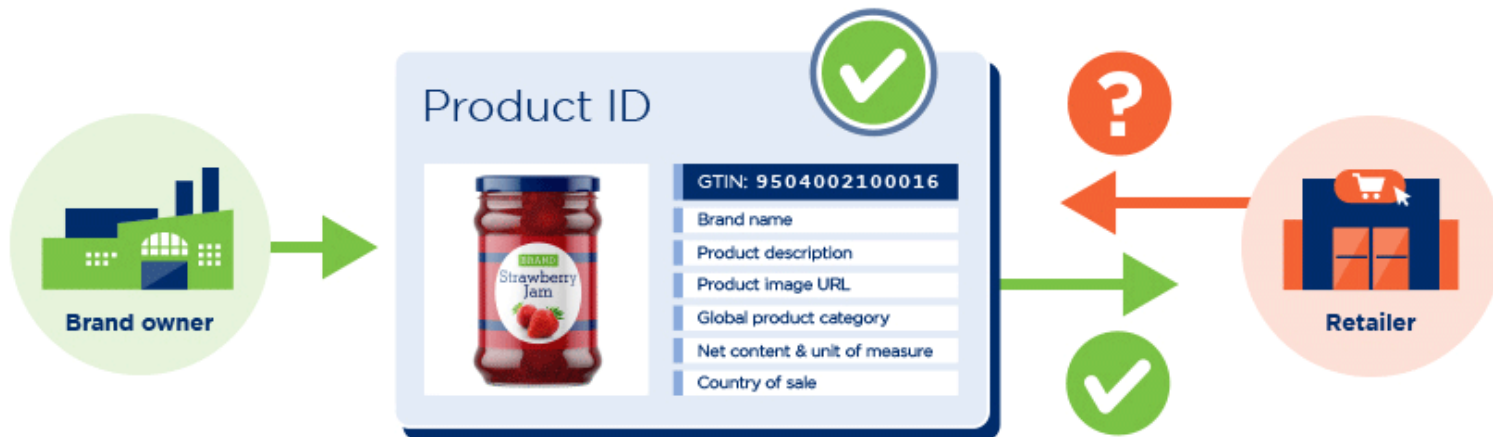 Product ID
Brand owner
BRAND
Strawberry
Jam
GTIN: 9504002100016
Brand name
Product description
Product image URL
Global product category
Net content & unit of measure
Country of sale
?
Retailer